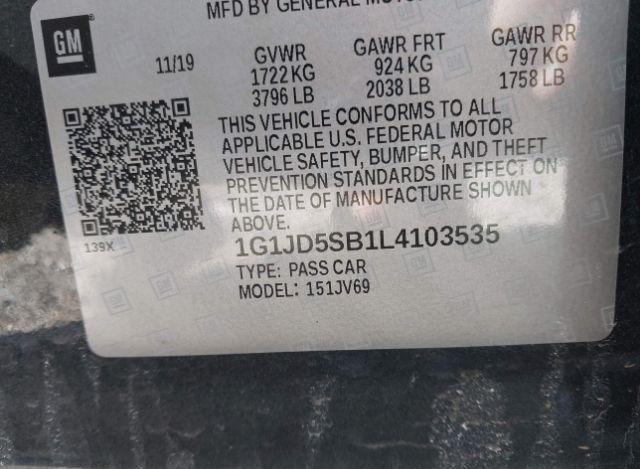 MFD BY GENERAL
GM
11/19
GVWR
1722 KG
3796 LB
GAWR FRT
924 KG
2038 LB
GAWR RR
797 KG
1758 LB
THIS VEHICLE CONFORMS TO ALL
APPLICABLE U.S. FEDERAL MOTOR
VEHICLE SAFETY, BUMPER, AND THEFT
PREVENTION STANDARDS IN EFFECT ON
THE DATE OF MANUFACTURE SHOWN
ABOVE.
139X
1G1JD5SB1L4103535
TYPE: PASS CAR
MODEL: 151JV69